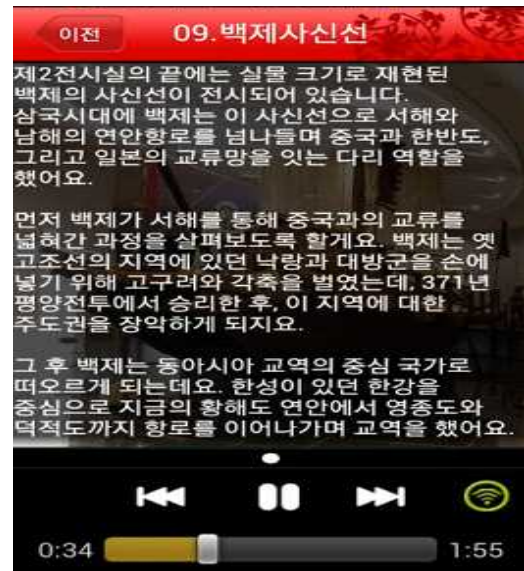 이전
09.백제사신선
제2전시실의 끝에는 실물 크기로 재현된
백제의 사신선이 전시되어 있습니다.
삼국시대에 백제는 이 사신선으로 서해와
남해의 연안항로를 넘나들며 중국과 한반도,
그리고 일본의 교류망을 잇는 다리 역할을
했어요.
먼저 백제가 서해를 통해 중국과의 교류를
넓혀간 과정을 살펴보도록 할게요. 백제는 옛
고조선의 지역에 있던 낙랑과 대방군을 손에
넣기 위해 고구려와 각축을 벌였는데, 371년
평양전투에서 승리한 후, 이 지역에 대한
주도권을 장악하게 되지요.
그 후 백제는 동아시아 교역의 중심 국가로
떠오르게 되는데요. 한성이 있던 한강을
중심으로 지금의 황해도 연안에서 영종도와
덕적도까지 항로를 이어나가며 교역을 했어요.
0:34
1:55